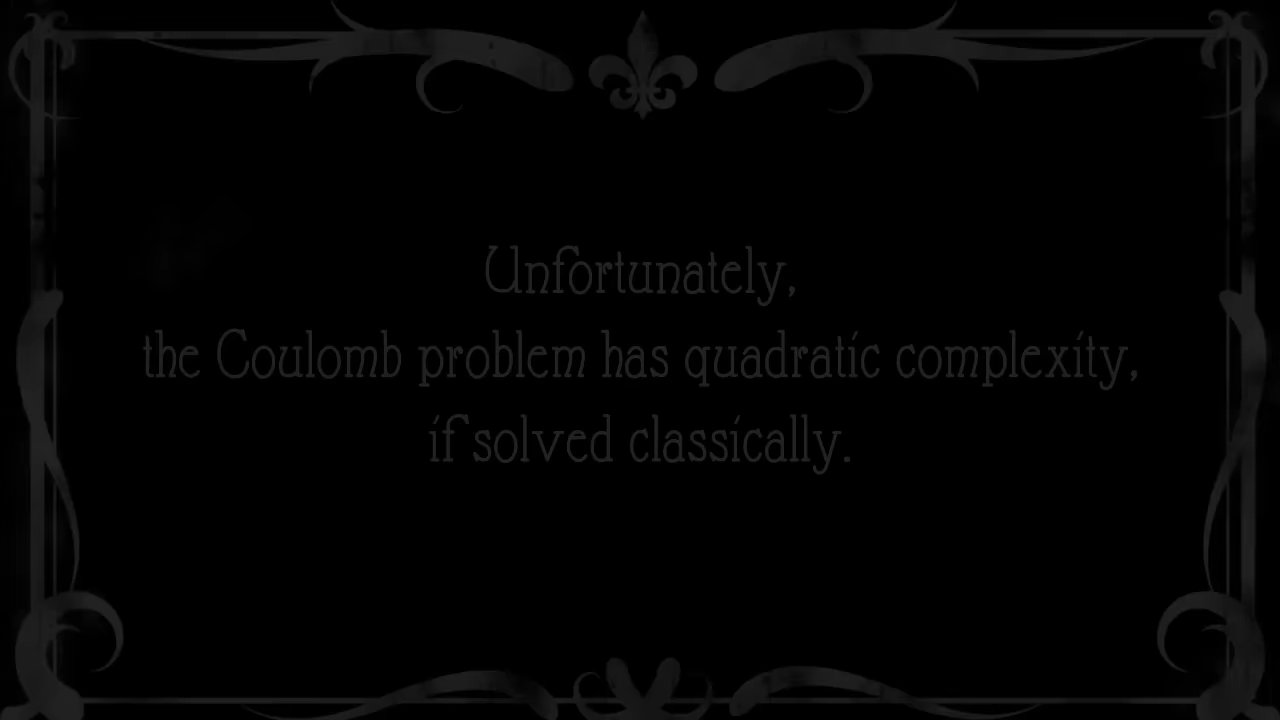 Unfortunately,
the Coulomb problem has quadratic complexity,
if solved classically.